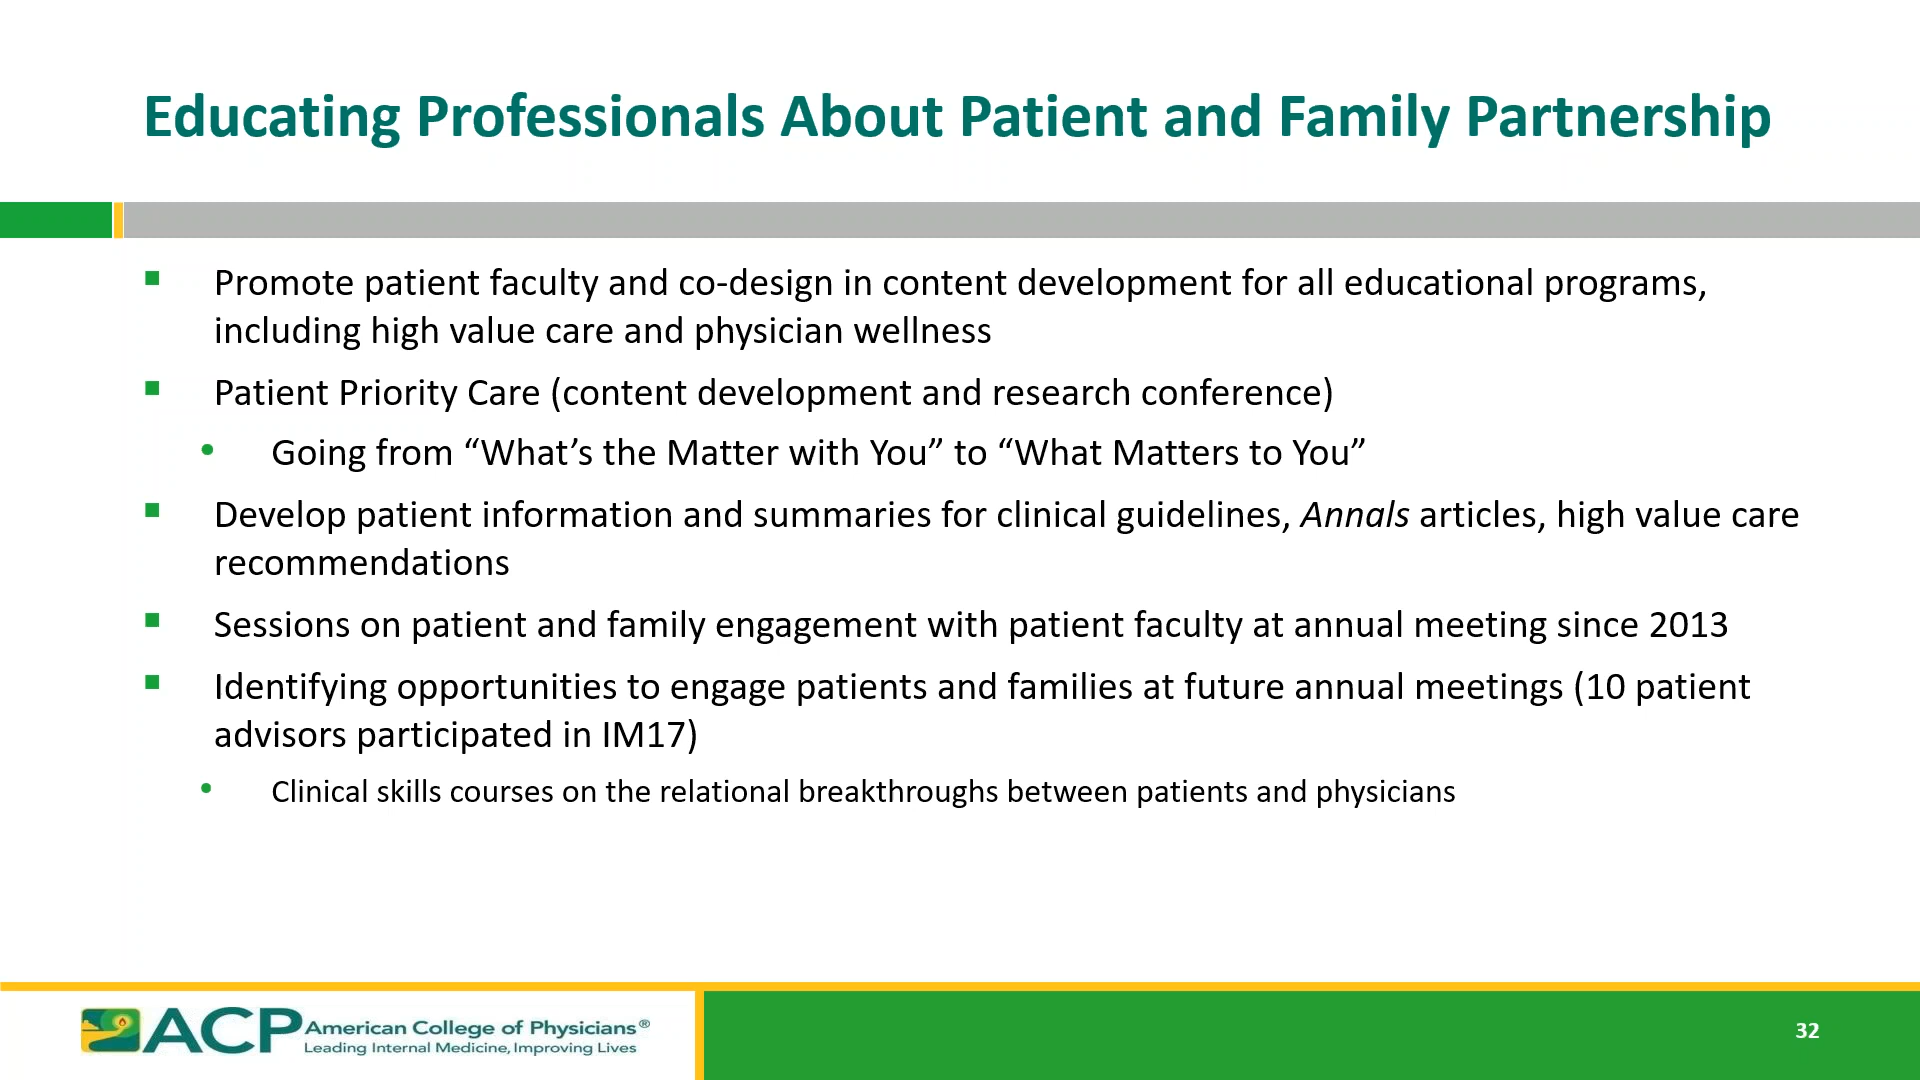 Educating Professionals About Patient and Family Partnership
▪ Promote patient faculty and co-design in content development for all educational programs,
including high value care and physician wellness
▪ Patient Priority Care (content development and research conference)
• Going from “What’s the Matter with You” to “What Matters to You”
▪ Develop patient information and summaries for clinical guidelines, Annals articles, high value care
recommendations
▪ Sessions on patient and family engagement with patient faculty at annual meeting since 2013
▪ Identifying opportunities to engage patients and families at future annual meetings (10 patient
advisors participated in IM17)
• Clinical skills courses on the relational breakthroughs between patients and physicians
ACP American College of Physicians®
Leading Internal Medicine, Improving Lives
32